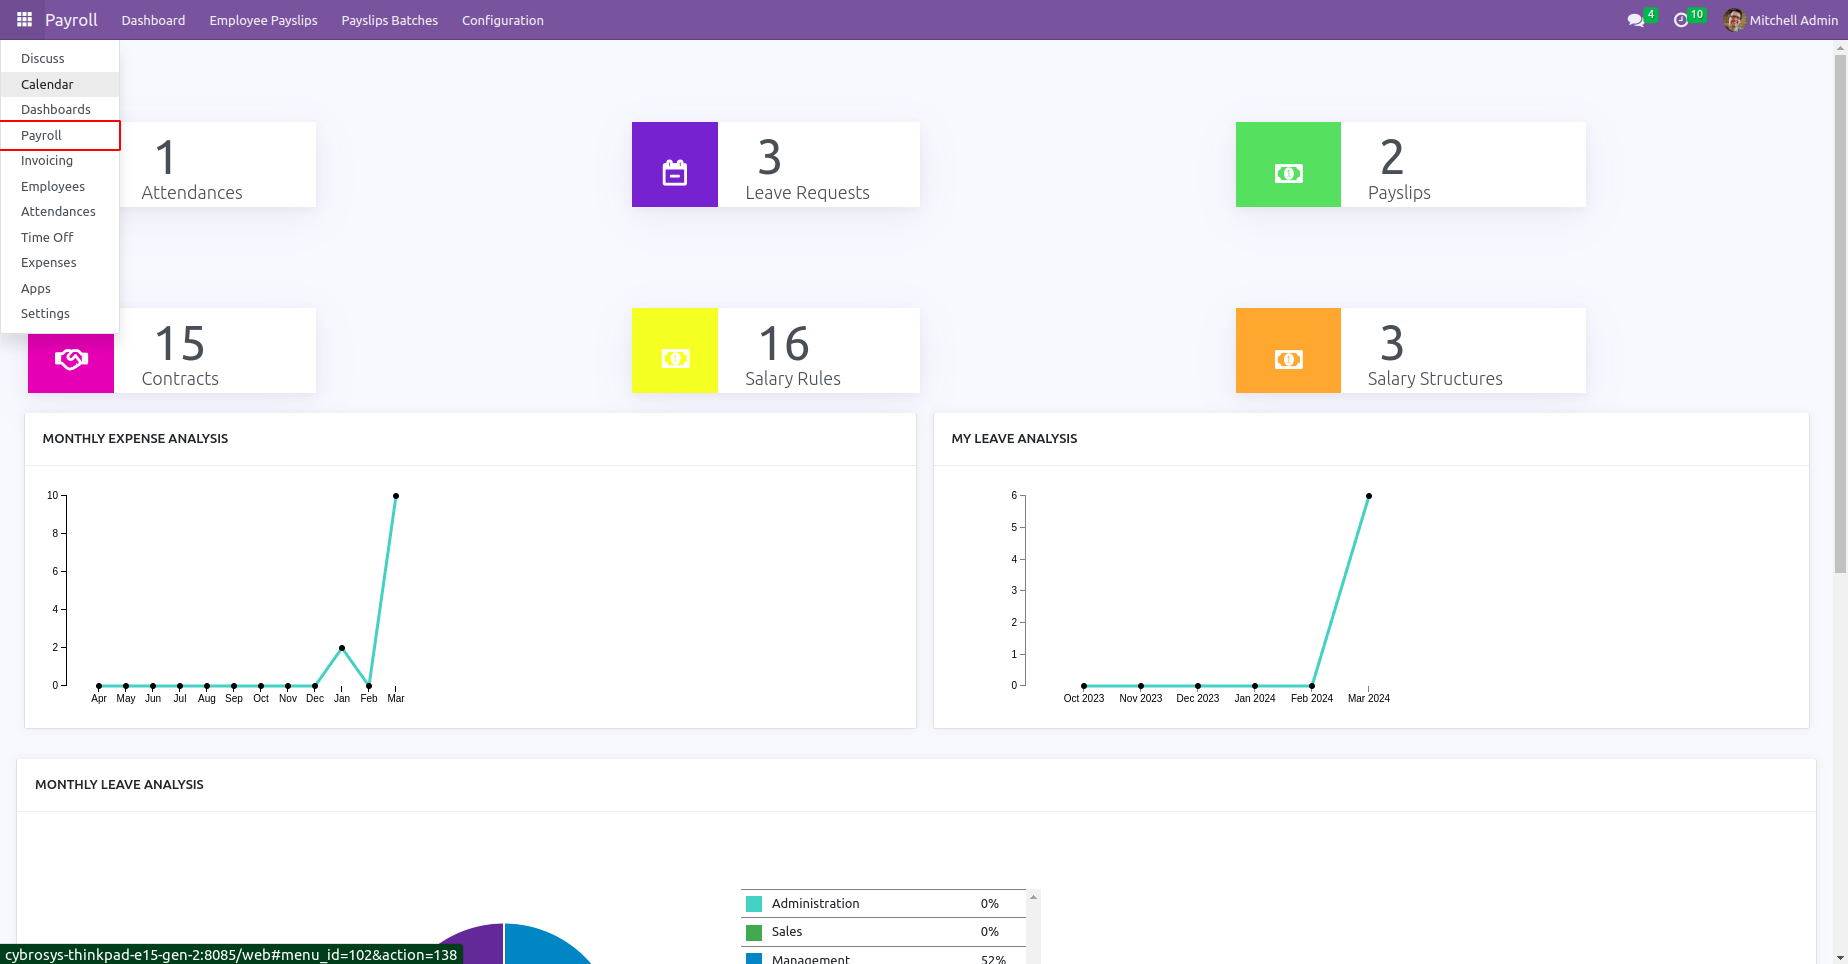 Payroll Dashboard Employee Payslips Payslips Batches Configuration 4 10 Mitchell Admin
Discuss
Calendar
Dashboards
Payroll
Invoicing
Employees
Attendances
Time Off
Expenses
Apps
Settings
1
Attendances
3
Leave Requests
2
Payslips
15
Contracts
16
Salary Rules
3
Salary Structures
MONTHLY EXPENSE ANALYSIS
10
8
6
4
2
0
Apr May Jun Jul Aug Sep Oct Nov Dec Jan Feb Mar
MY LEAVE ANALYSIS
6
5
4
3
2
1
0
Oct 2023 Nov 2023 Dec 2023 Jan 2024 Feb 2024 Mar 2024
MONTHLY LEAVE ANALYSIS
Administration 0%
Sales 0%
Management 52%
cybrosys-thinkpad-e15-gen-2:8085/web#menu_id=102&action=138